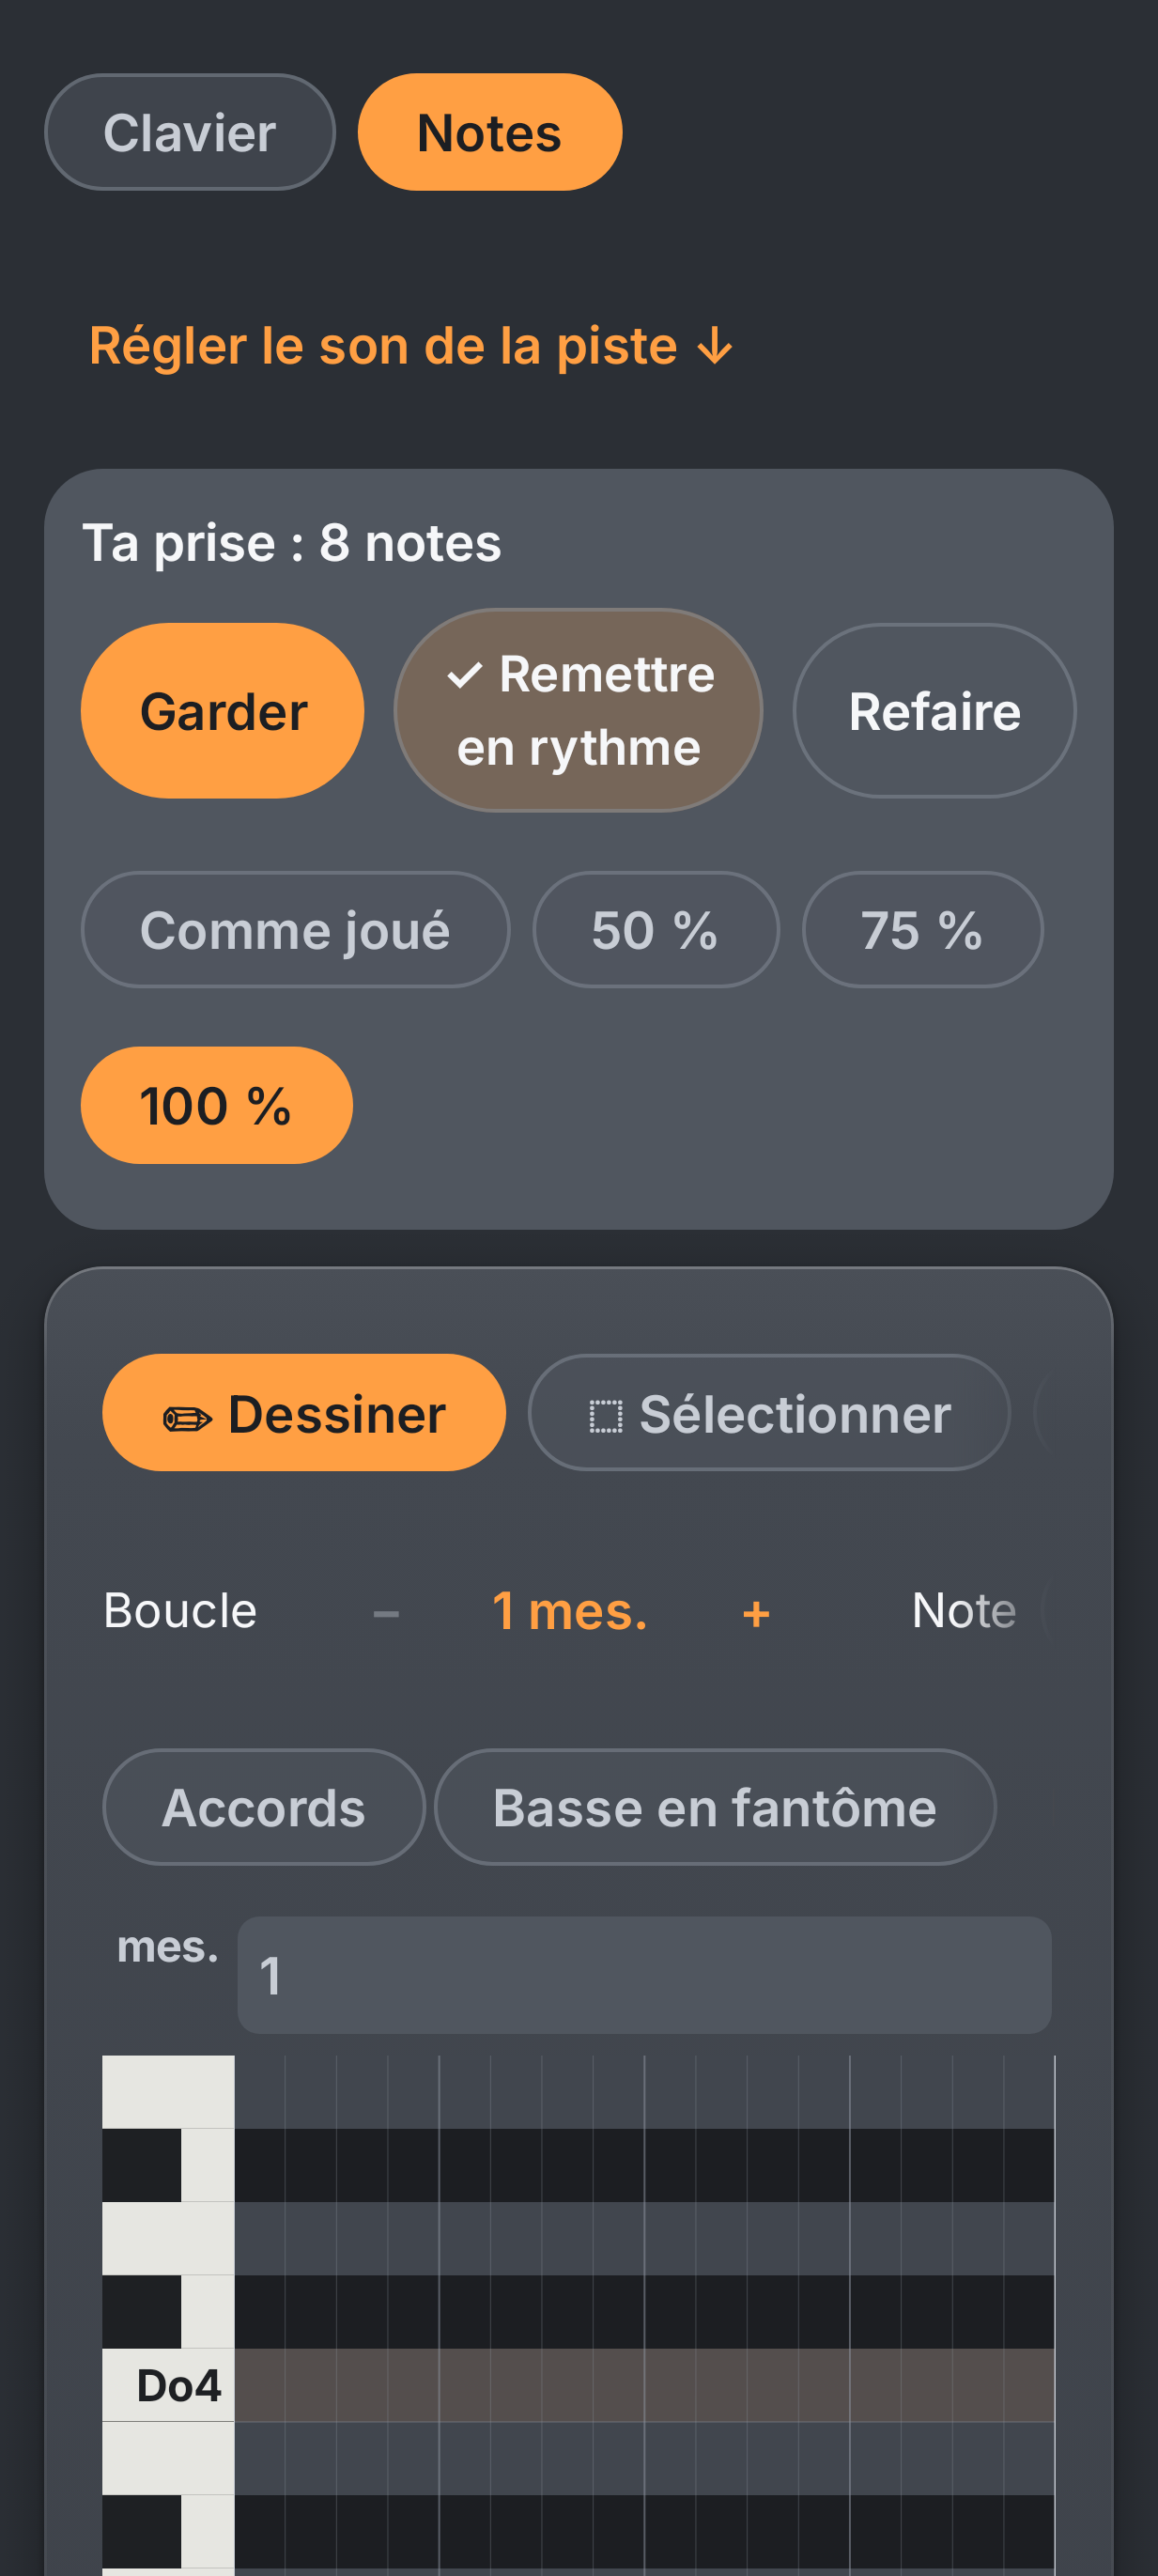 Clavier Notes
Régler le son de la piste ↓
Ta prise : 8 notes
Garder ✓ Remettre en rythme Refaire
Comme joué 50 % 75 %
100 %
✏ Dessiner ⬚ Sélectionner
Boucle − 1 mes. + Note
Accords Basse en fantôme
mes. 1
Do4